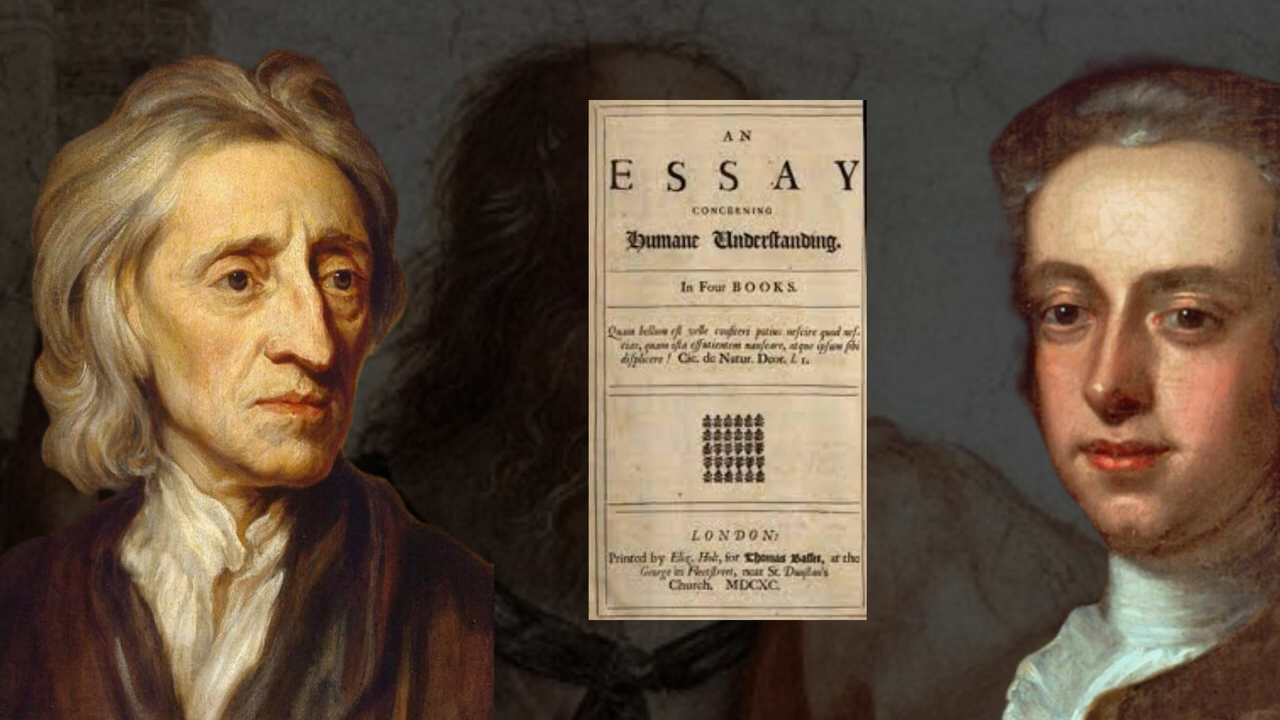 AN
ESSAY
CONCERNING
Humane Understanding.
In Four BOOKS.
Quam bellum est velle confiteri potius nescire quod nes-
cias, quam ista effutientem nauseare, atque ipsum sibi
displicere! Cic. de Natur. Deor. l. 1.
LONDON:
Printed by Eliz. Holt, for Thomas Basset, at the
George in Fleetstreet, near St. Dunstan's
Church. MDCXC.